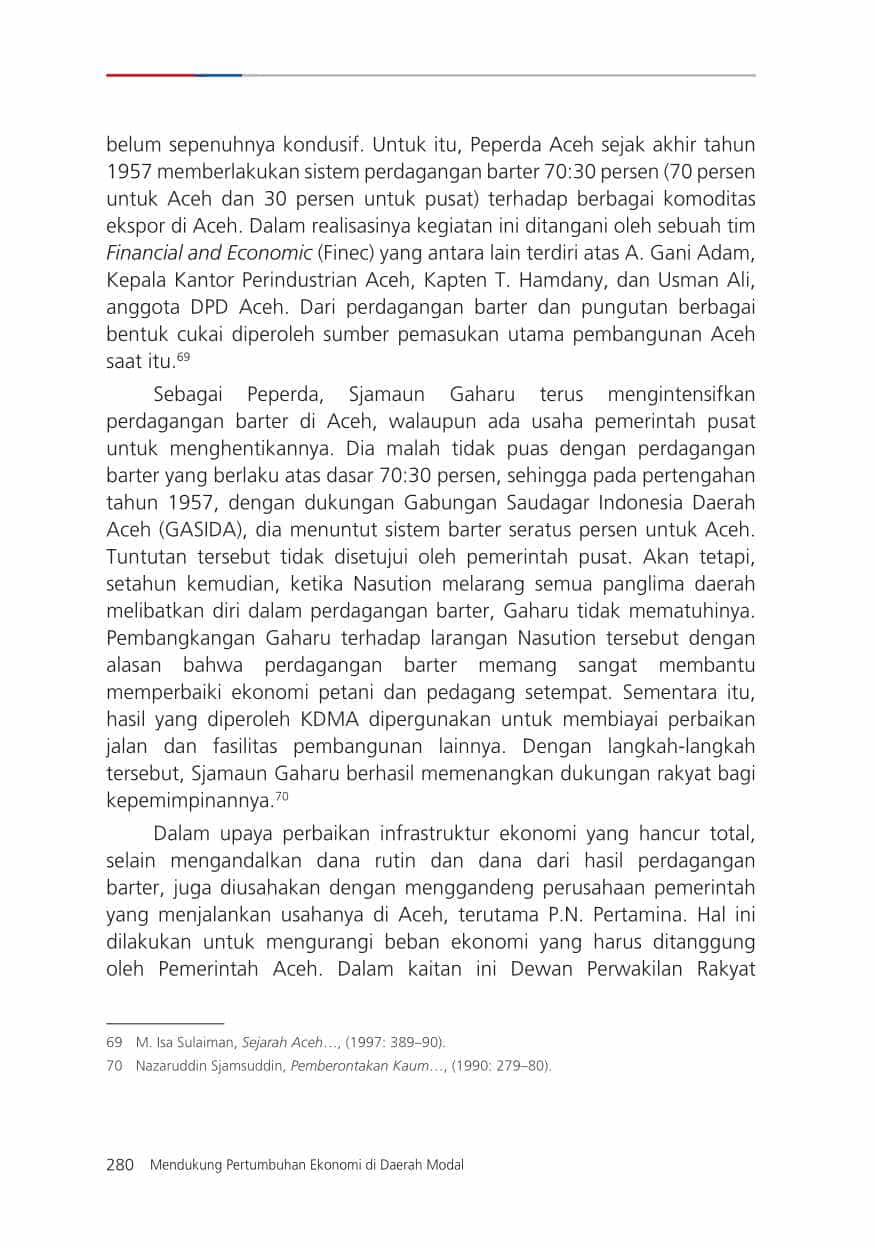 belum sepenuhnya kondusif. Untuk itu, Peperda Aceh sejak akhir tahun
1957 memberlakukan sistem perdagangan barter 70:30 persen (70 persen
untuk Aceh dan 30 persen untuk pusat) terhadap berbagai komoditas
ekspor di Aceh. Dalam realisasinya kegiatan ini ditangani oleh sebuah tim
Financial and Economic (Finec) yang antara lain terdiri atas A. Gani Adam,
Kepala Kantor Perindustrian Aceh, Kapten T. Hamdany, dan Usman Ali,
anggota DPD Aceh. Dari perdagangan barter dan pungutan berbagai
bentuk cukai diperoleh sumber pemasukan utama pembangunan Aceh
saat itu.69
Sebagai Peperda, Sjamaun Gaharu terus mengintensifkan
perdagangan barter di Aceh, walaupun ada usaha pemerintah pusat
untuk menghentikannya. Dia malah tidak puas dengan perdagangan
barter yang berlaku atas dasar 70:30 persen, sehingga pada pertengahan
tahun 1957, dengan dukungan Gabungan Saudagar Indonesia Daerah
Aceh (GASIDA), dia menuntut sistem barter seratus persen untuk Aceh.
Tuntutan tersebut tidak disetujui oleh pemerintah pusat. Akan tetapi,
setahun kemudian, ketika Nasution melarang semua panglima daerah
melibatkan diri dalam perdagangan barter, Gaharu tidak mematuhinya.
Pembangkangan Gaharu terhadap larangan Nasution tersebut dengan
alasan bahwa perdagangan barter memang sangat membantu
memperbaiki ekonomi petani dan pedagang setempat. Sementara itu,
hasil yang diperoleh KDMA dipergunakan untuk membiayai perbaikan
jalan dan fasilitas pembangunan lainnya. Dengan langkah-langkah
tersebut, Sjamaun Gaharu berhasil memenangkan dukungan rakyat bagi
kepemimpinannya.70
Dalam upaya perbaikan infrastruktur ekonomi yang hancur total,
selain mengandalkan dana rutin dan dana dari hasil perdagangan
barter, juga diusahakan dengan menggandeng perusahaan pemerintah
yang menjalankan usahanya di Aceh, terutama P.N. Pertamina. Hal ini
dilakukan untuk mengurangi beban ekonomi yang harus ditanggung
oleh Pemerintah Aceh. Dalam kaitan ini Dewan Perwakilan Rakyat
69 M. Isa Sulaiman, Sejarah Aceh…, (1997: 389–90).
70 Nazaruddin Sjamsuddin, Pemberontakan Kaum…, (1990: 279–80).
280 Mendukung Pertumbuhan Ekonomi di Daerah Modal